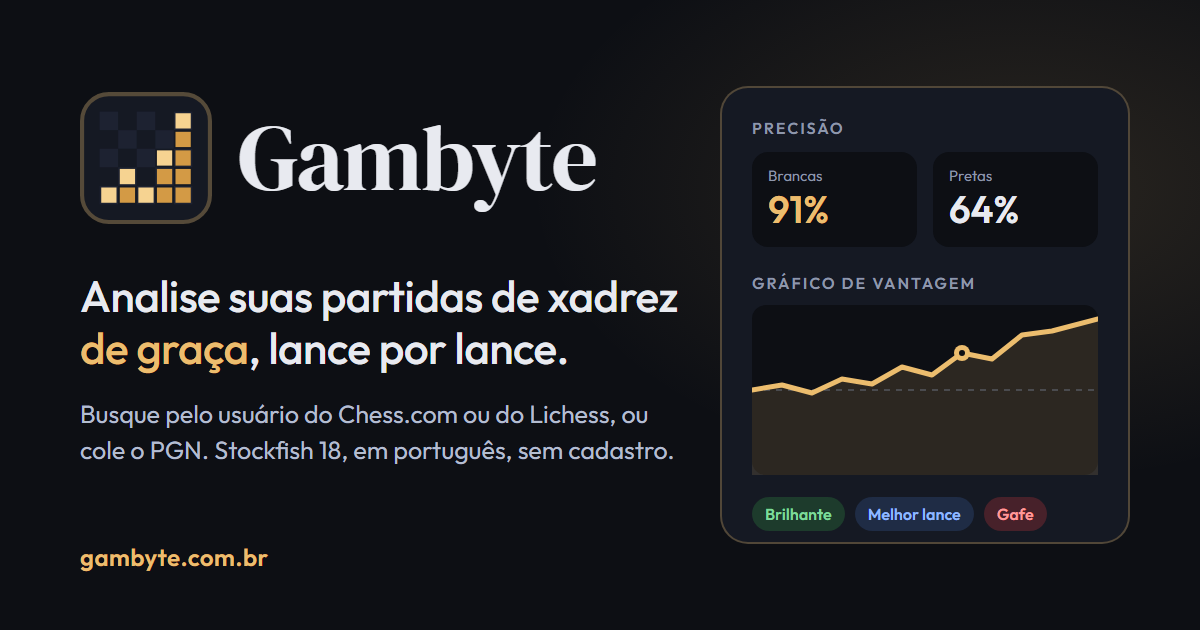 Gambyte
Analise suas partidas de xadrez
de graça, lance por lance.
Busque pelo usuário do Chess.com ou do Lichess, ou
cole o PGN. Stockfish 18, em português, sem cadastro.
gambyte.com.br
PRECISÃO
Brancas
91%
Pretas
64%
GRÁFICO DE VANTAGEM
Brilhante
Melhor lance
Gafe